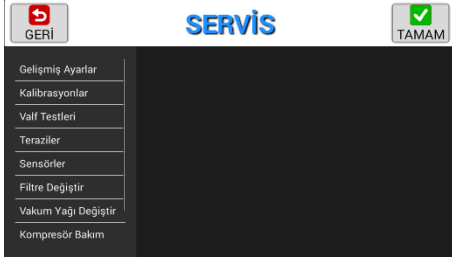 GERİ
SERVİS
TAMAM
Gelişmiş Ayarlar
Kalibrasyonlar
Valf Testleri
Teraziler
Sensörler
Filtre Değiştir
Vakum Yağı Değiştir
Kompresör Bakım